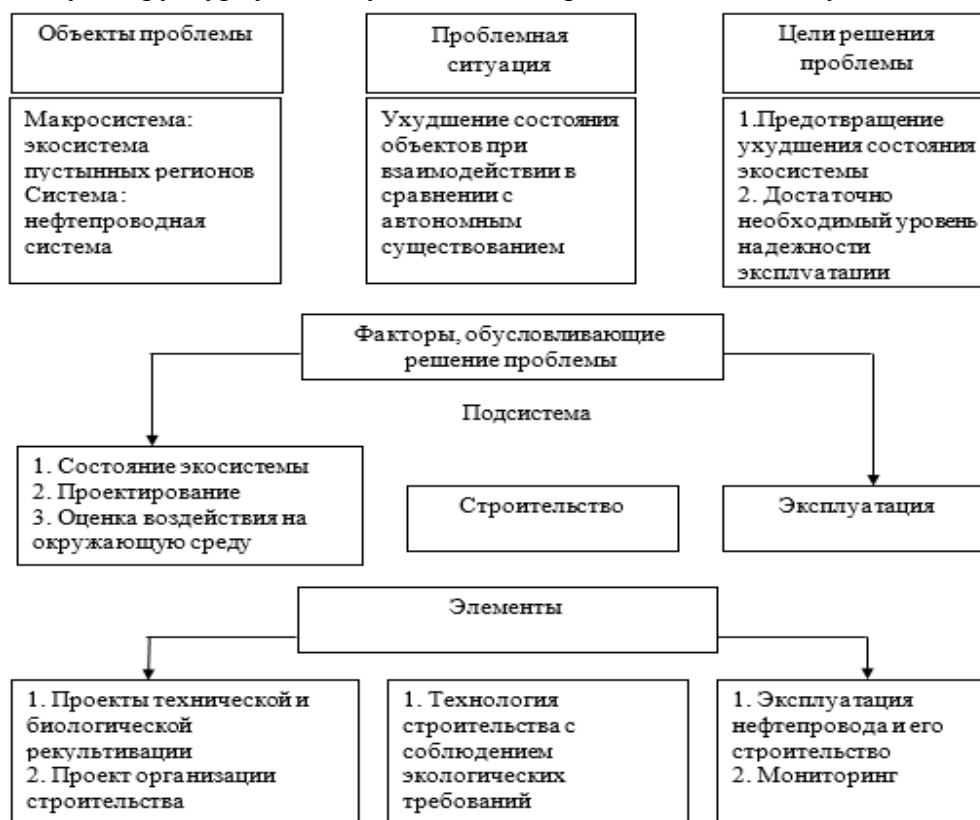 Объекты проблемы
Проблемная
ситуация
Цели решения
проблемы
Макросистема:
экосистема
пустынных регионов
Система:
нефтепроводная
система
Ухудшение состояния
объектов при
взаимодействии в
сравнении с
автономным
существованием
1.Предотвращение
ухудшения состояния
экосистемы
2. Достаточно
необходимый уровень
надежности
эксплуатации
Факторы, обусловливающие
решение проблемы
Подсистема
1. Состояние экосистемы
2. Проектирование
3. Оценка воздействия на
окружающую среду
Строительство
Эксплуатация
Элементы
1. Проекты технической и
биологической
рекультивации
2. Проект организации
строительства
1. Технология
строительства с
соблюдением
экологических
требований
1. Эксплуатация
нефтепровода и его
строительство
2. Мониторинг